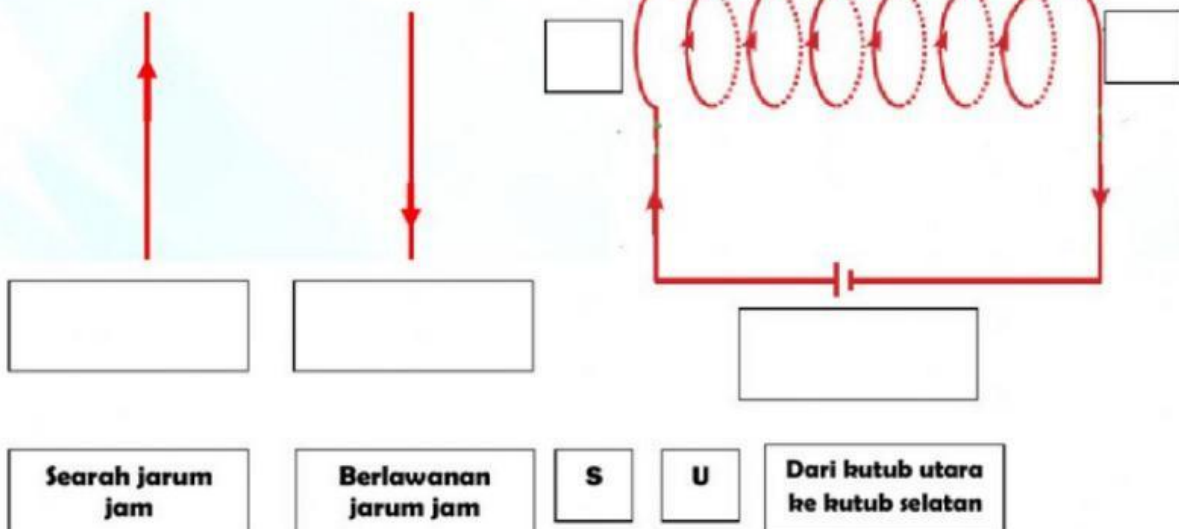 Searah jarum
jam
Berlawanan
jarum jam
S
U
Dari kutub utara
ke kutub selatan